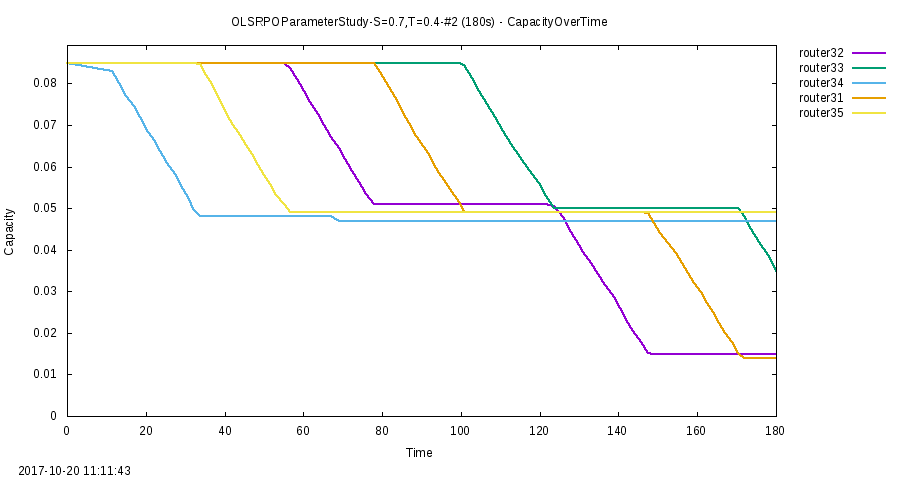 OLSRPOParameterStudy-S=0.7,T=0.4-#2 (180s) - CapacityOverTime
router32
router33
router34
router31
router35
0.08
0.07
0.06
0.05
0.04
0.03
0.02
0.01
0
Capacity
0 20 40 60 80 100 120 140 160 180
Time
2017-10-20 11:11:43